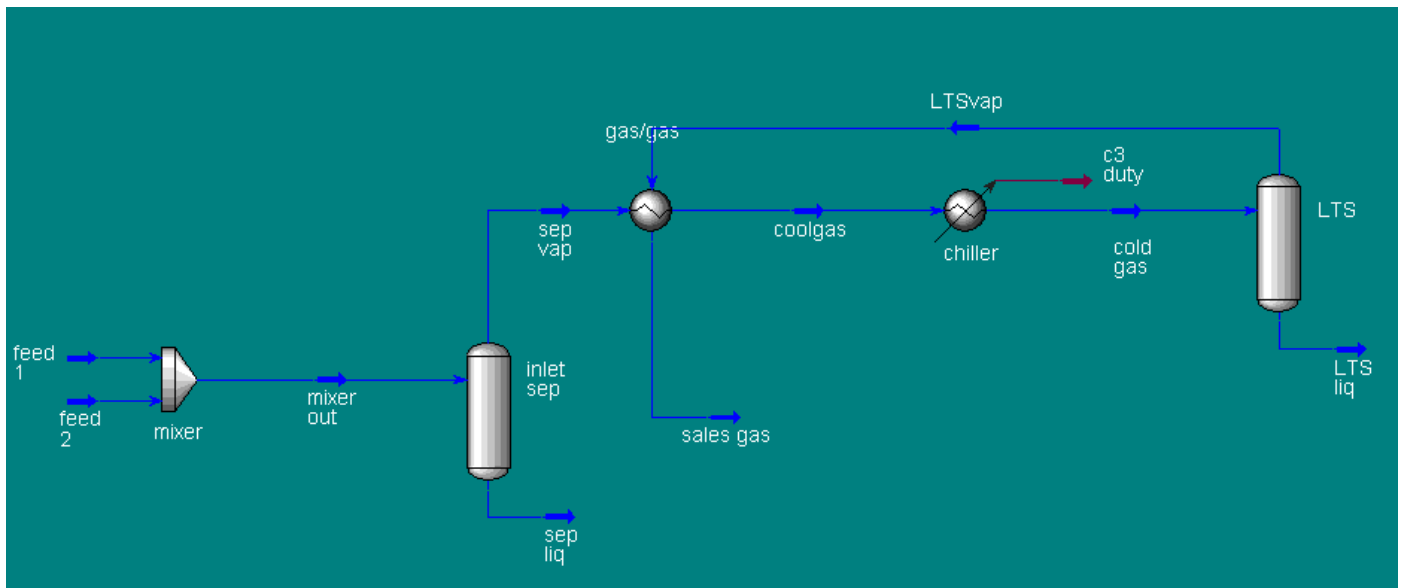 LTSvap
gas/gas
c3
duty
LTS
sep
vap
coolgas
chiller
cold
gas
feed
1
feed
2
mixer
mixer
out
inlet
sep
sales gas
LTS
liq
sep
liq